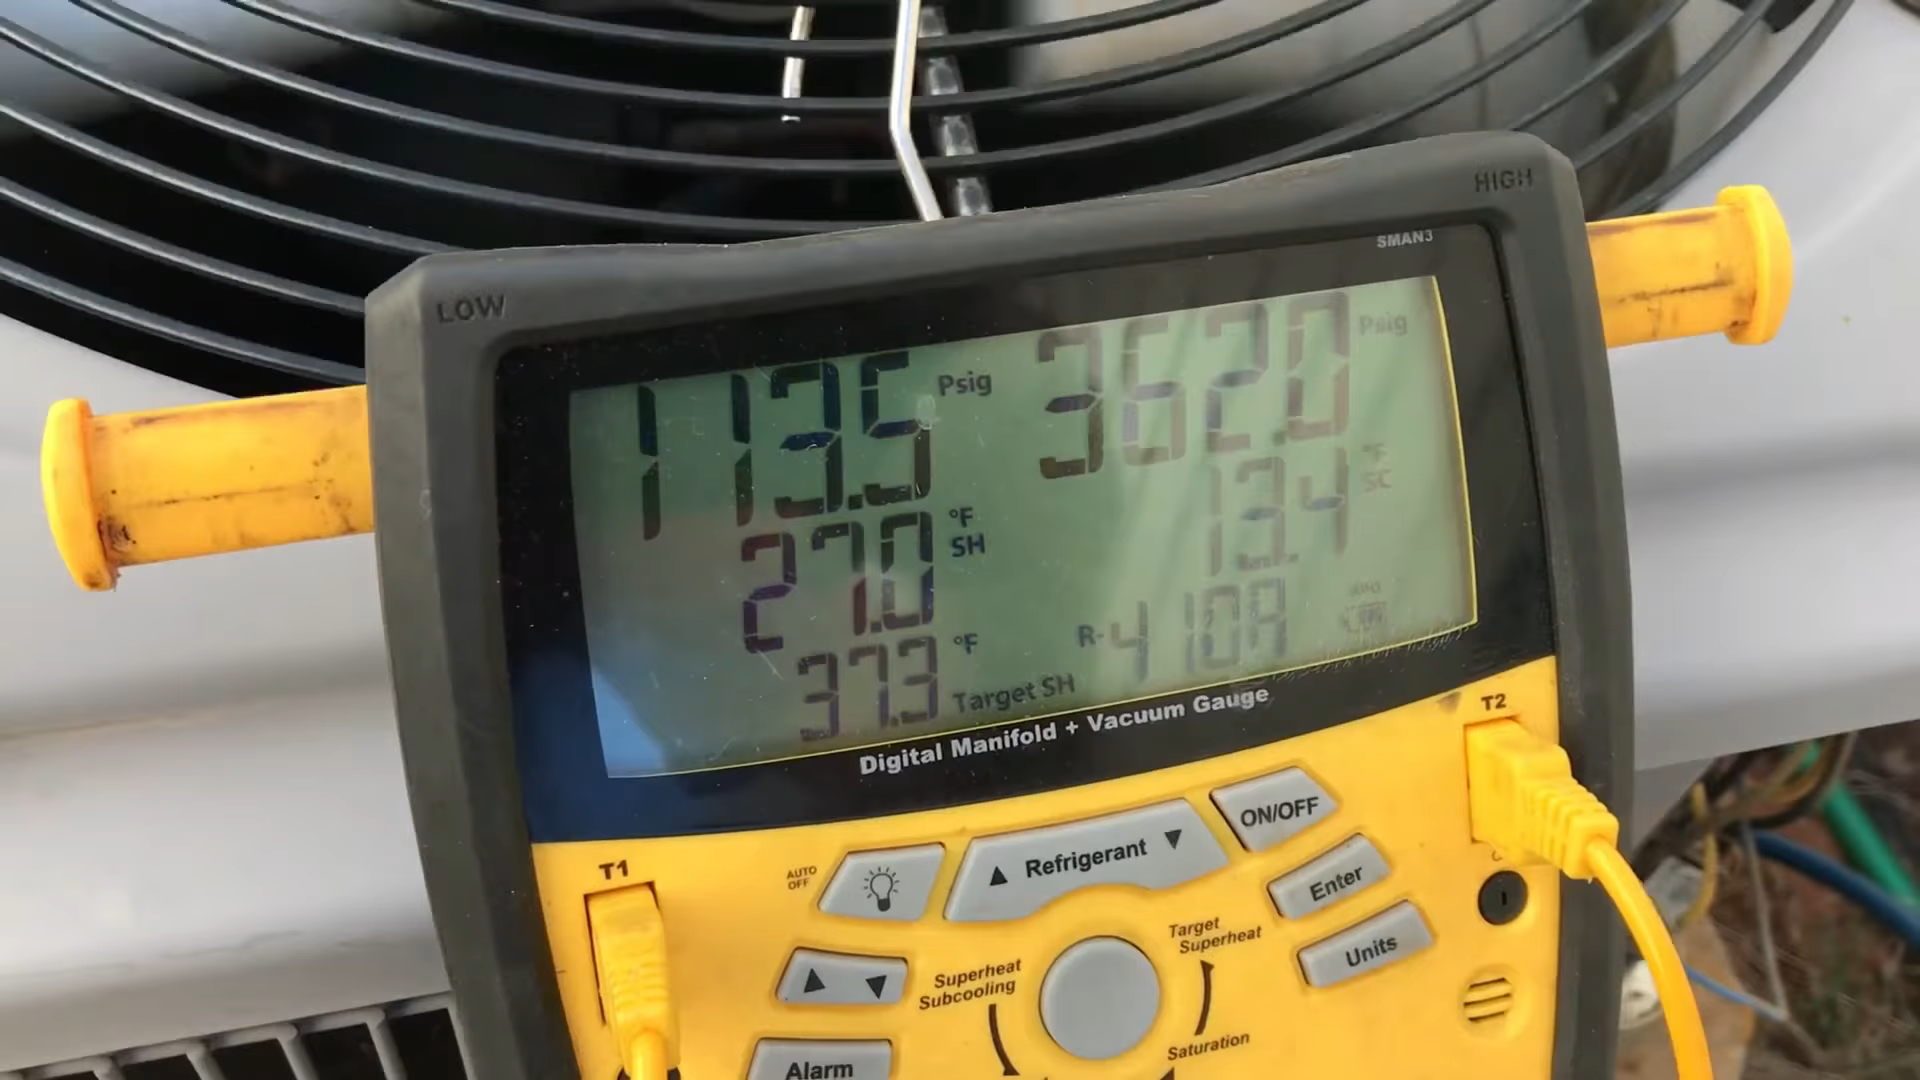 HIGH
SMAN3
LOW
113.5 Psig 362.0 Psig
27.0 °F SH 13.4 °F SC
37.3 °F Target SH R-410A
Digital Manifold + Vacuum Gauge
T1
T2
AUTO OFF
▲ Refrigerant ▼
ON/OFF
Enter
Units
▲ ▼
Superheat
Subcooling
Target
Superheat
Saturation
Alarm